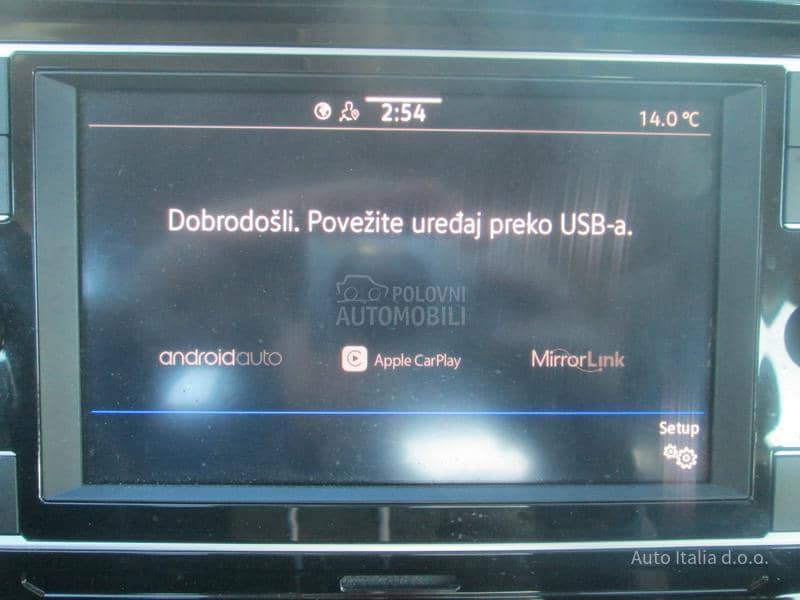 2:54
14.0 °C
Dobrodošli. Povežite uređaj preko USB-a.
POLOVNI
AUTOMOBILI
androidauto
Apple CarPlay
MirrorLink
Setup
Auto Italia d.o.o.